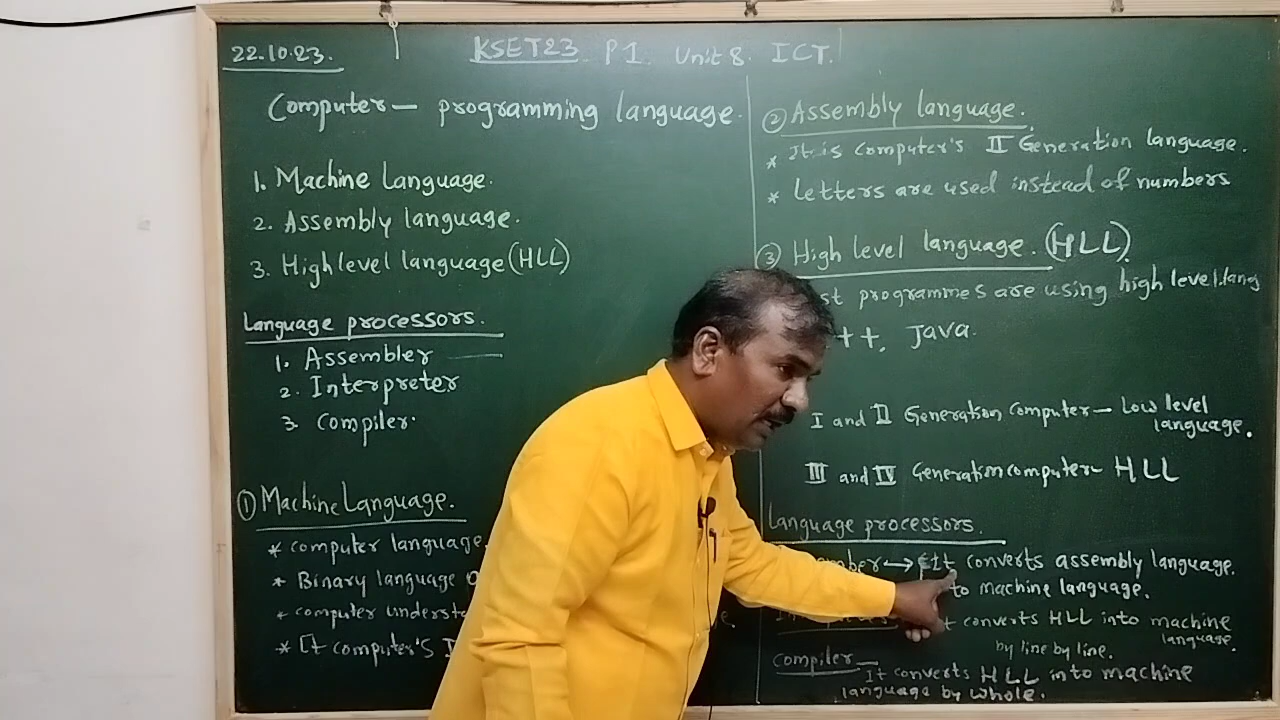 22.10.23.
KSET23 P1. Unit 8. ICT.
Computer— programming language.
1. Machine Language.
2. Assembly language.
3. High level language (HLL)
Language processors.
1. Assembler
2. Interpreter
3. Compiler.
① Machine Language.
* computer language.
* Binary language
* computer
* It computer's
② Assembly language.
* It is computer's II Generation language.
* Letters are used instead of numbers
③ High level language. (HLL).
programmes are using high level lang
++, Java.
I and II Generation Computer— Low level
language.
III and IV Generation computer— HLL
Language processors.
→ It converts assembly language.
to machine language.
converts HLL into machine
language.
by line by line.
Compiler—
It converts HLL into machine
language by whole.